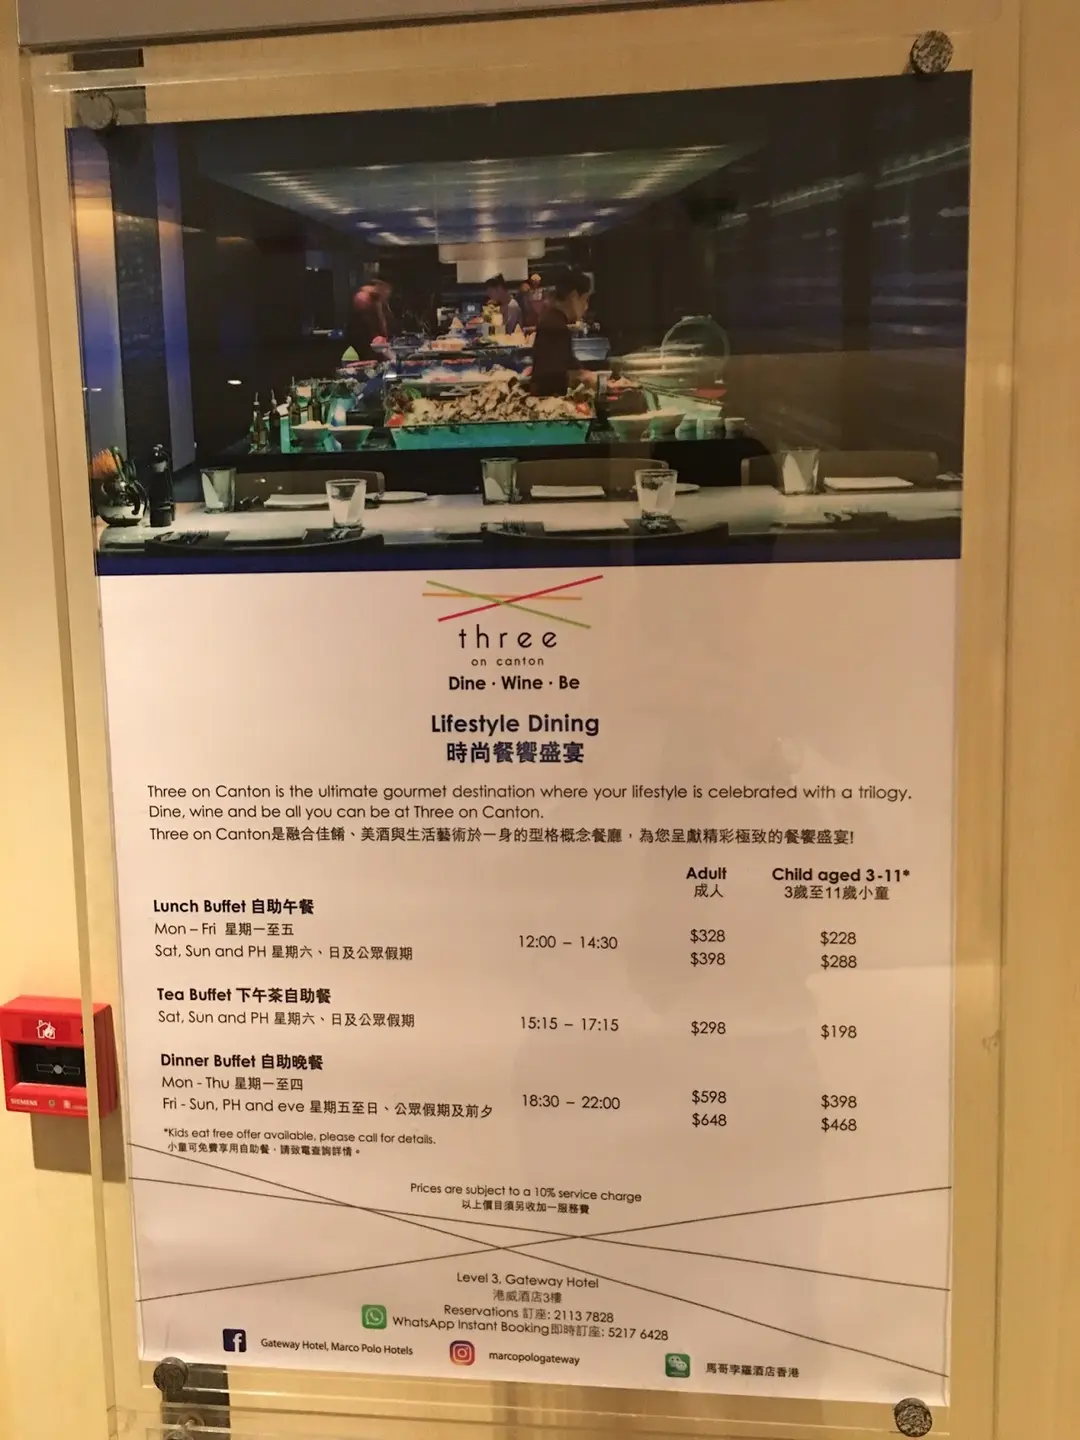 three
on canton
Dine · Wine · Be
Lifestyle Dining
時尚餐饗盛宴
Three on Canton is the ultimate gourmet destination where your lifestyle is celebrated with a trilogy.
Dine, wine and be all you can be at Three on Canton.
Three on Canton是融合佳餚、美酒與生活藝術於一身的型格概念餐廳，為您呈獻精彩極致的餐饗盛宴!
Adult Child aged 3-11*
成人 3歲至11歲小童
Lunch Buffet 自助午餐
Mon – Fri 星期一至五 12:00 – 14:30 $328 $228
Sat, Sun and PH 星期六、日及公眾假期 $398 $288
Tea Buffet 下午茶自助餐
Sat, Sun and PH 星期六、日及公眾假期 15:15 – 17:15 $298 $198
Dinner Buffet 自助晚餐
Mon - Thu 星期一至四 18:30 – 22:00 $598 $398
Fri - Sun, PH and eve 星期五至日、公眾假期及前夕 $648 $468
*Kids eat free offer available, please call for details.
小童可免費享用自助餐，請致電查詢詳情。
Prices are subject to a 10% service charge
以上價目須另收加一服務費
Level 3, Gateway Hotel
港威酒店3樓
Reservations 訂座: 2113 7828
WhatsApp Instant Booking即時訂座: 5217 6428
Gateway Hotel, Marco Polo Hotels
marcopologateway
馬哥孛羅酒店香港
SIEMENS